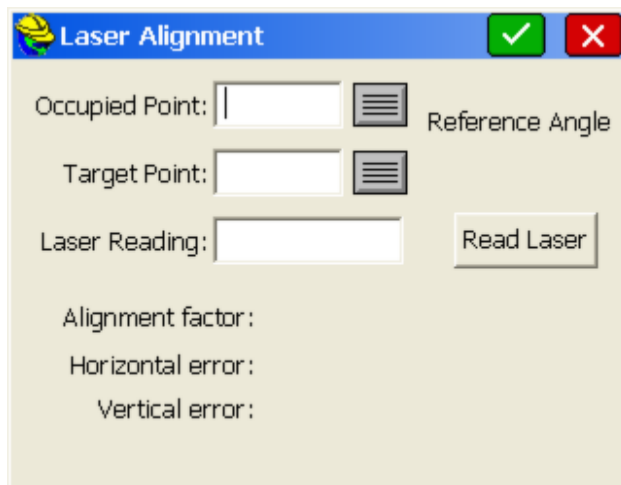 Laser Alignment
Occupied Point:
Reference Angle
Target Point:
Laser Reading:
Read Laser
Alignment factor:
Horizontal error:
Vertical error: